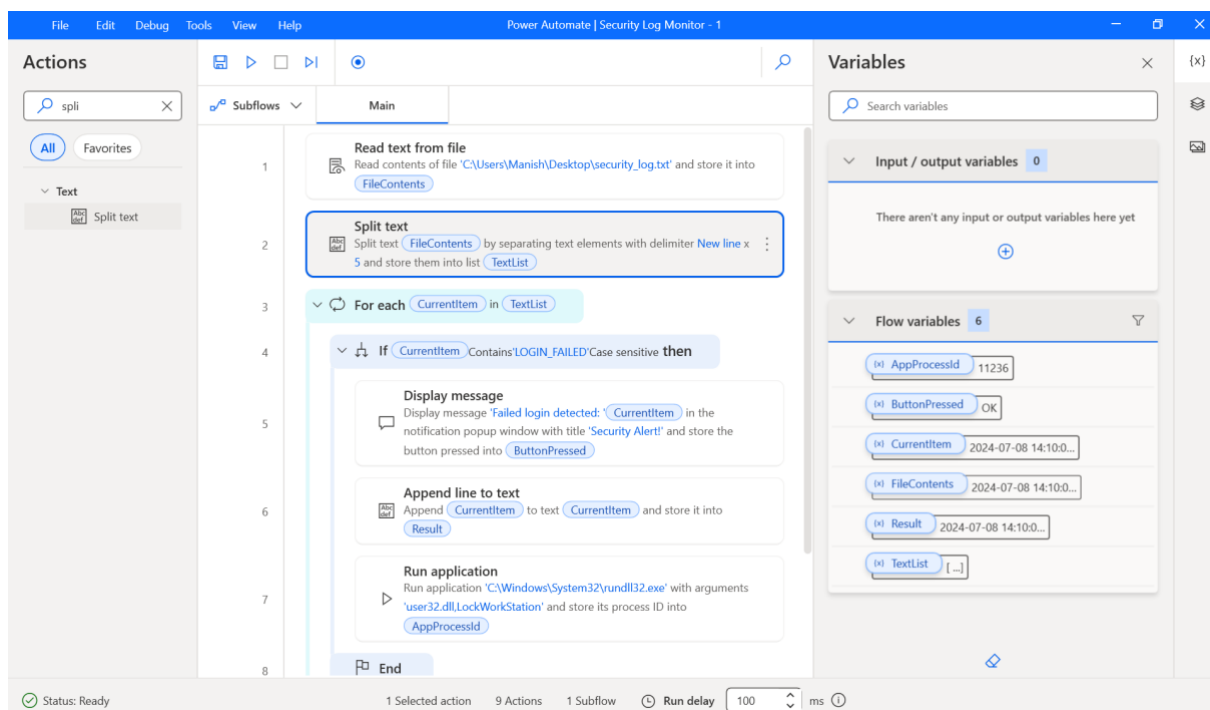 File Edit Debug Tools View Help Power Automate | Security Log Monitor - 1
Actions
spli
All Favorites
Text
Abc def Split text
Subflows Main
1
Read text from file
Read contents of file 'C:\Users\Manish\Desktop\security_log.txt' and store it into
FileContents
2
Split text
Abc def Split text FileContents by separating text elements with delimiter New line x
5 and store them into list TextList
3 For each CurrentItem in TextList
4 If CurrentItem Contains'LOGIN_FAILED'Case sensitive then
5
Display message
Display message 'Failed login detected: ' CurrentItem in the
notification popup window with title 'Security Alert!' and store the
button pressed into ButtonPressed
6
Append line to text
Abc def Append CurrentItem to text CurrentItem and store it into
Result
7
Run application
Run application 'C:\Windows\System32\rundll32.exe' with arguments
'user32.dll,LockWorkStation' and store its process ID into
AppProcessId
8 End
Variables
{x}
Search variables
Input / output variables 0
There aren't any input or output variables here yet
Flow variables 6
(x) AppProcessId 11236
(x) ButtonPressed OK
(x) CurrentItem 2024-07-08 14:10:0...
(x) FileContents 2024-07-08 14:10:0...
(x) Result 2024-07-08 14:10:0...
(x) TextList [ ...]
Status: Ready 1 Selected action 9 Actions 1 Subflow Run delay 100 ms